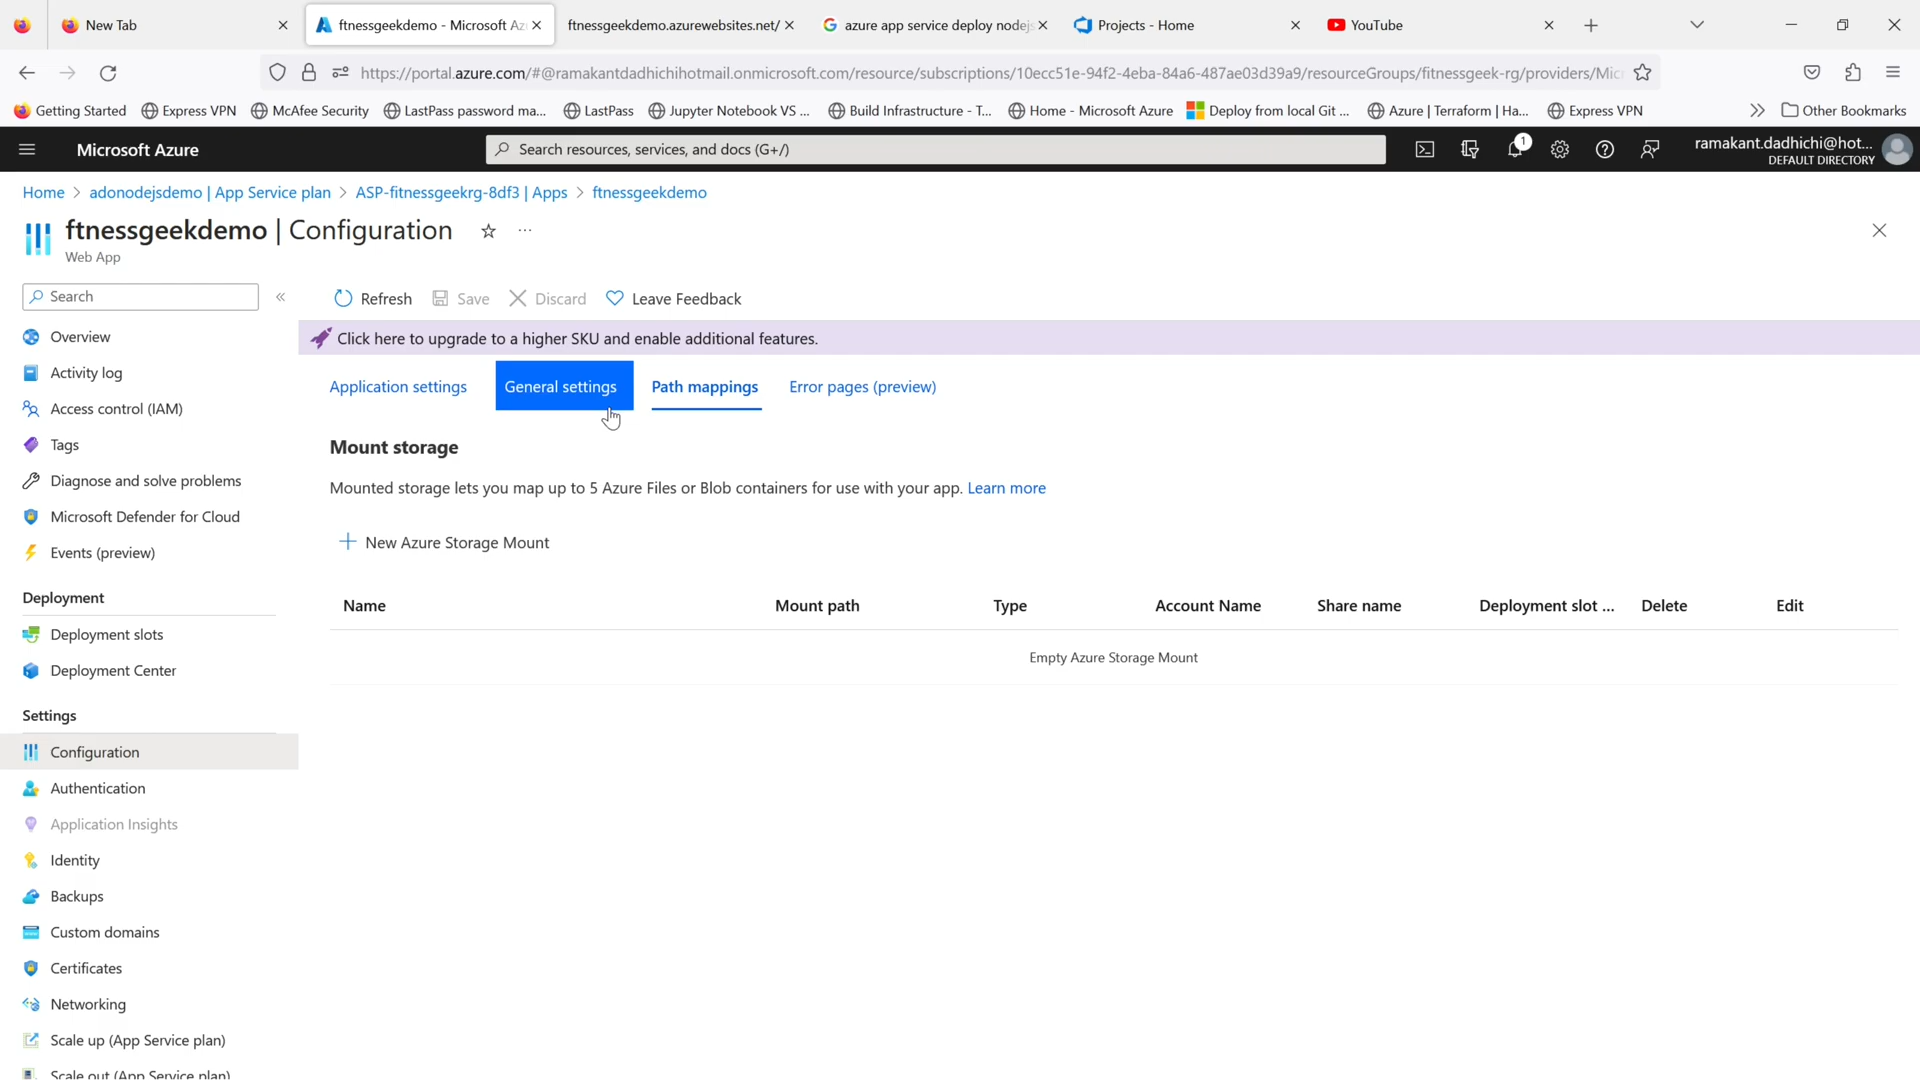 New Tab
ftnessgeekdemo - Microsoft Az
ftnessgeekdemo.azurewebsites.net/
azure app service deploy nodejs
Projects - Home
YouTube
https://portal.azure.com/#@ramakantdadhichihotmail.onmicrosoft.com/resource/subscriptions/10ecc51e-94f2-4eba-84a6-487ae03d39a9/resourceGroups/fitnessgeek-rg/providers/Mic
Getting Started
Express VPN
McAfee Security
LastPass password ma...
LastPass
Jupyter Notebook VS ...
Build Infrastructure - T...
Home - Microsoft Azure
Deploy from local Git ...
Azure | Terraform | Ha...
Express VPN
Other Bookmarks
Microsoft Azure
Search resources, services, and docs (G+/)
1
ramakant.dadhichi@hot...
DEFAULT DIRECTORY
Home > adonodejsdemo | App Service plan > ASP-fitnessgeekrg-8df3 | Apps > ftnessgeekdemo
ftnessgeekdemo | Configuration
Web App
Search
Refresh
Save
Discard
Leave Feedback
Click here to upgrade to a higher SKU and enable additional features.
Application settings
General settings
Path mappings
Error pages (preview)
Mount storage
Mounted storage lets you map up to 5 Azure Files or Blob containers for use with your app. Learn more
New Azure Storage Mount
Name
Mount path
Type
Account Name
Share name
Deployment slot ...
Delete
Edit
Empty Azure Storage Mount
Overview
Activity log
Access control (IAM)
Tags
Diagnose and solve problems
Microsoft Defender for Cloud
Events (preview)
Deployment
Deployment slots
Deployment Center
Settings
Configuration
Authentication
Application Insights
Identity
Backups
Custom domains
Certificates
Networking
Scale up (App Service plan)
Scale out (App Service plan)